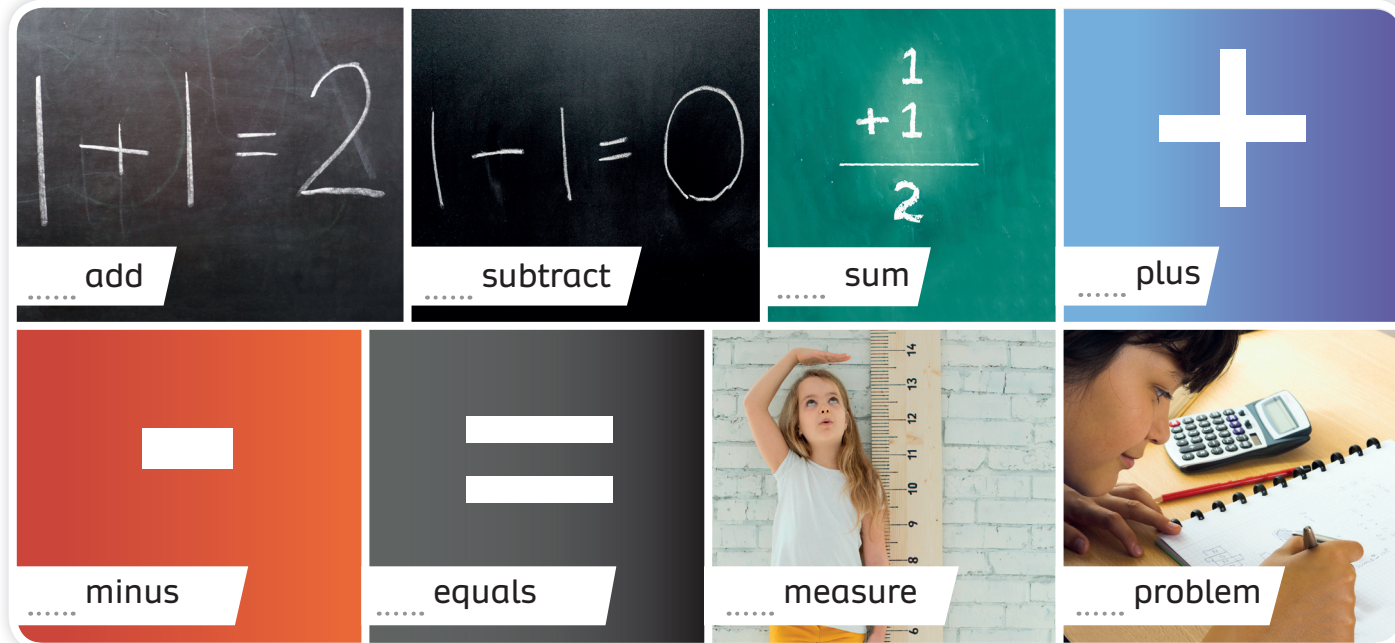 1 + 1 = 2
...... add
1 - 1 = 0
...... subtract
1
+ 1
2
...... sum
+
...... plus
-
...... minus
=
...... equals
14
13
12
11
10
9
8
6
...... measure
...... problem